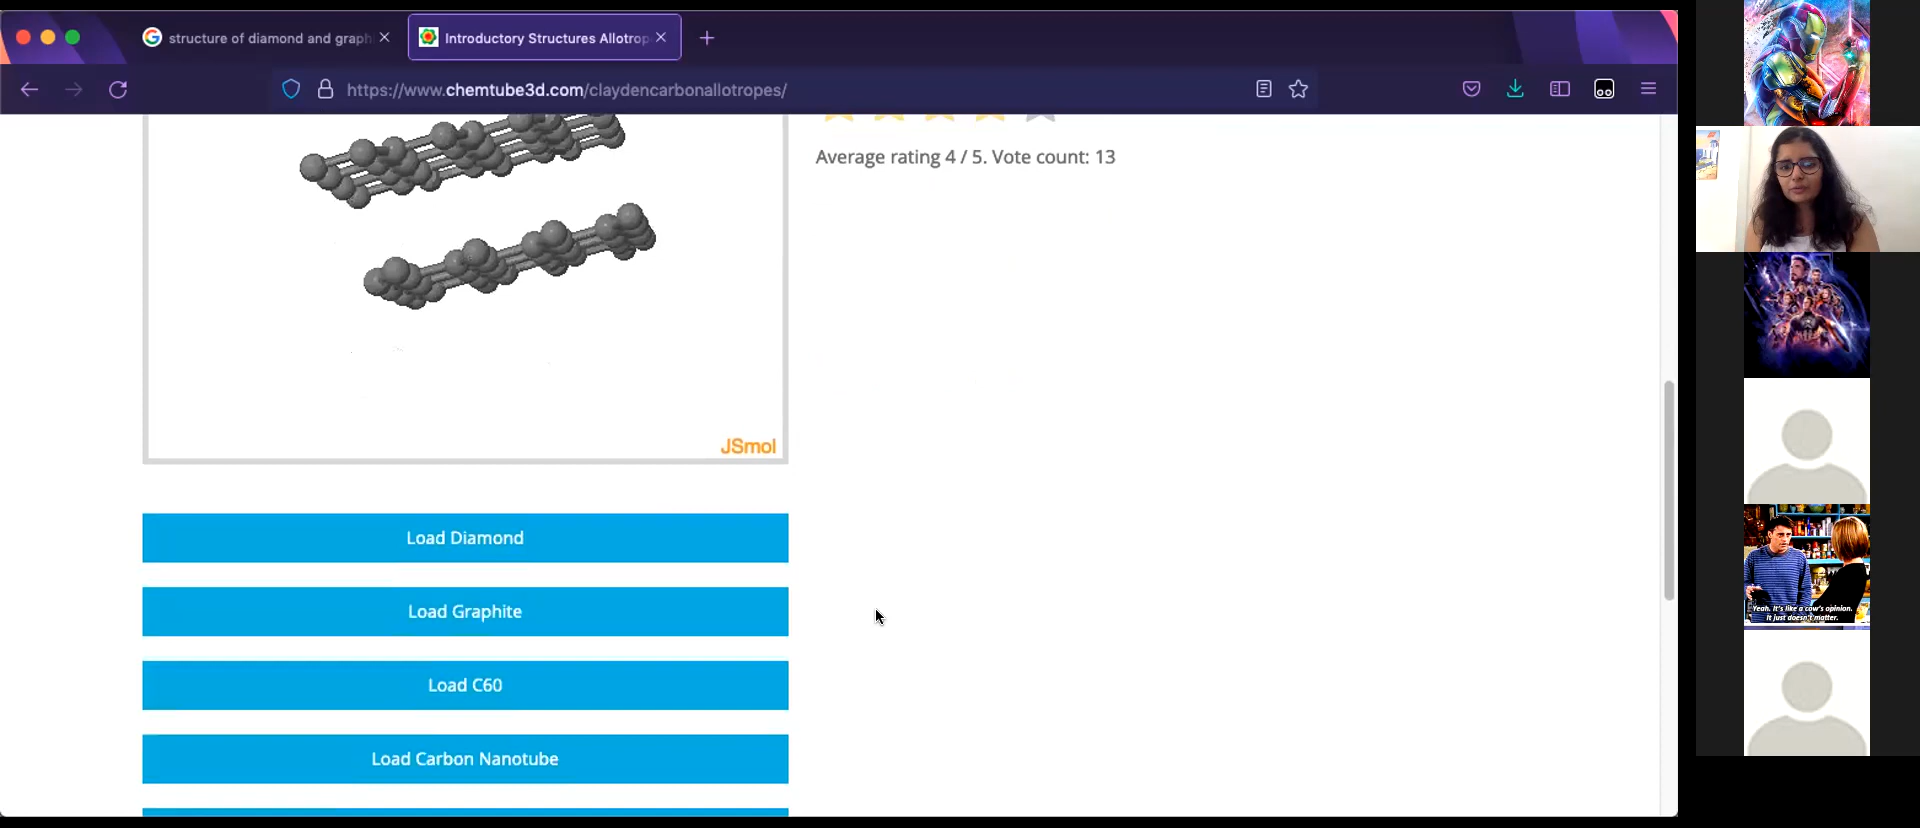 structure of diamond and graph
Introductory Structures Allotrop
https://www.chemtube3d.com/claydencarbonallotropes/
Average rating 4 / 5. Vote count: 13
JSmol
Load Diamond
Load Graphite
Load C60
Load Carbon Nanotube
Yeah. It's like a cow's opinion.
It just doesn't matter.